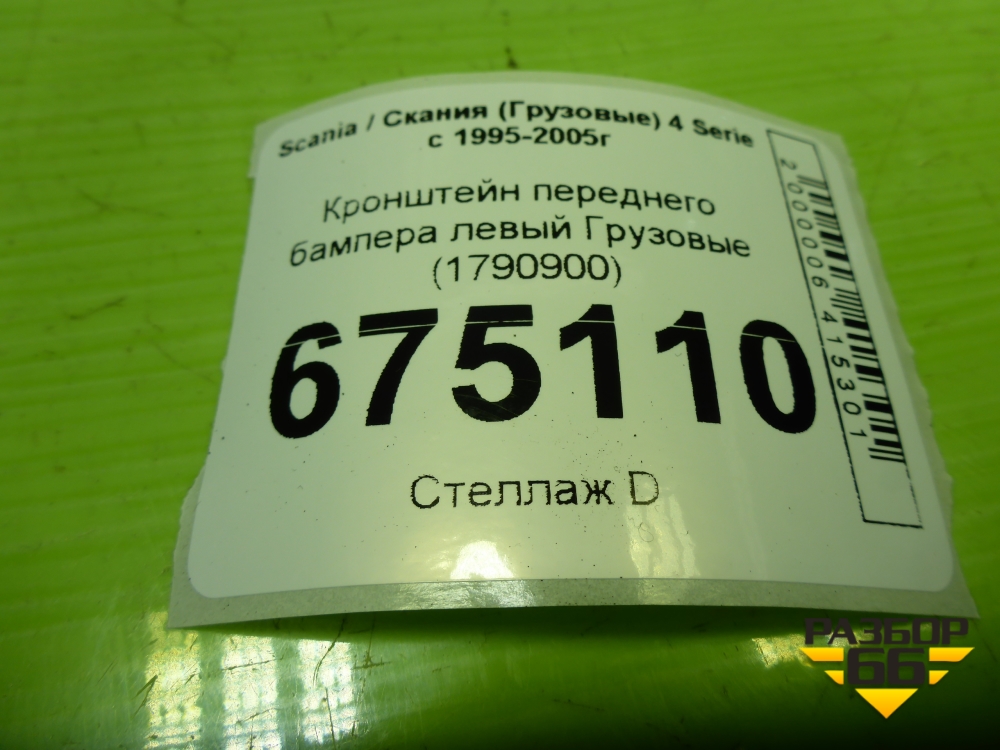 Scania / Скания (Грузовые) 4 Serie
с 1995-2005г
Кронштейн переднего
бампера левый Грузовые
(1790900)
675110
Стеллаж D
2000006415301
РАЗБОР
66